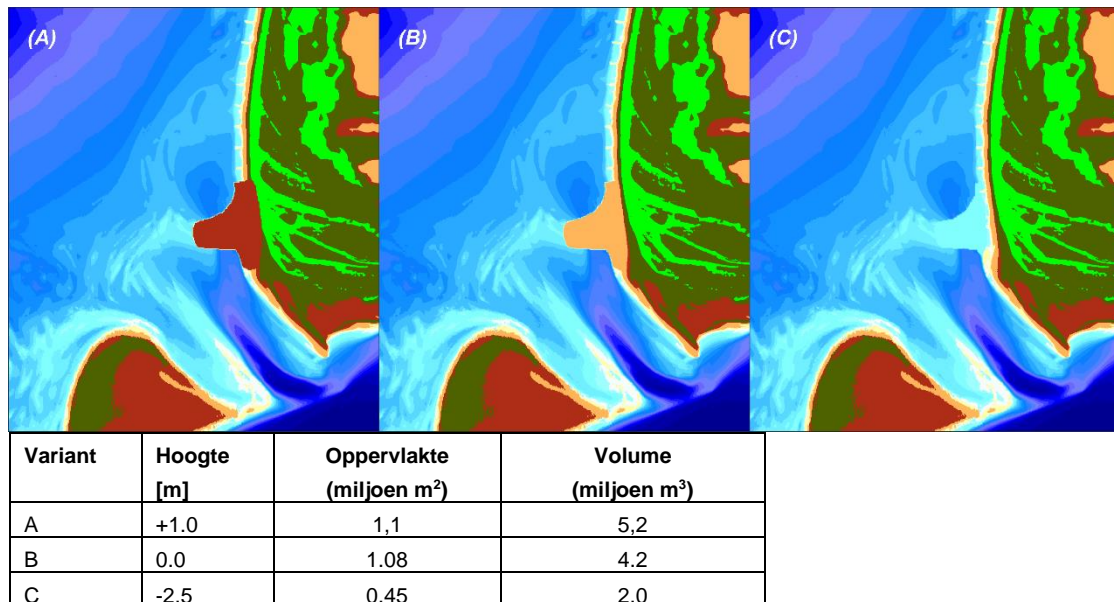 (A) (B) (C)
Variant Hoogte Oppervlakte Volume
[m] (miljoen m²) (miljoen m³)
A +1.0 1,1 5,2
B 0.0 1.08 4.2
C -2.5 0.45 2.0